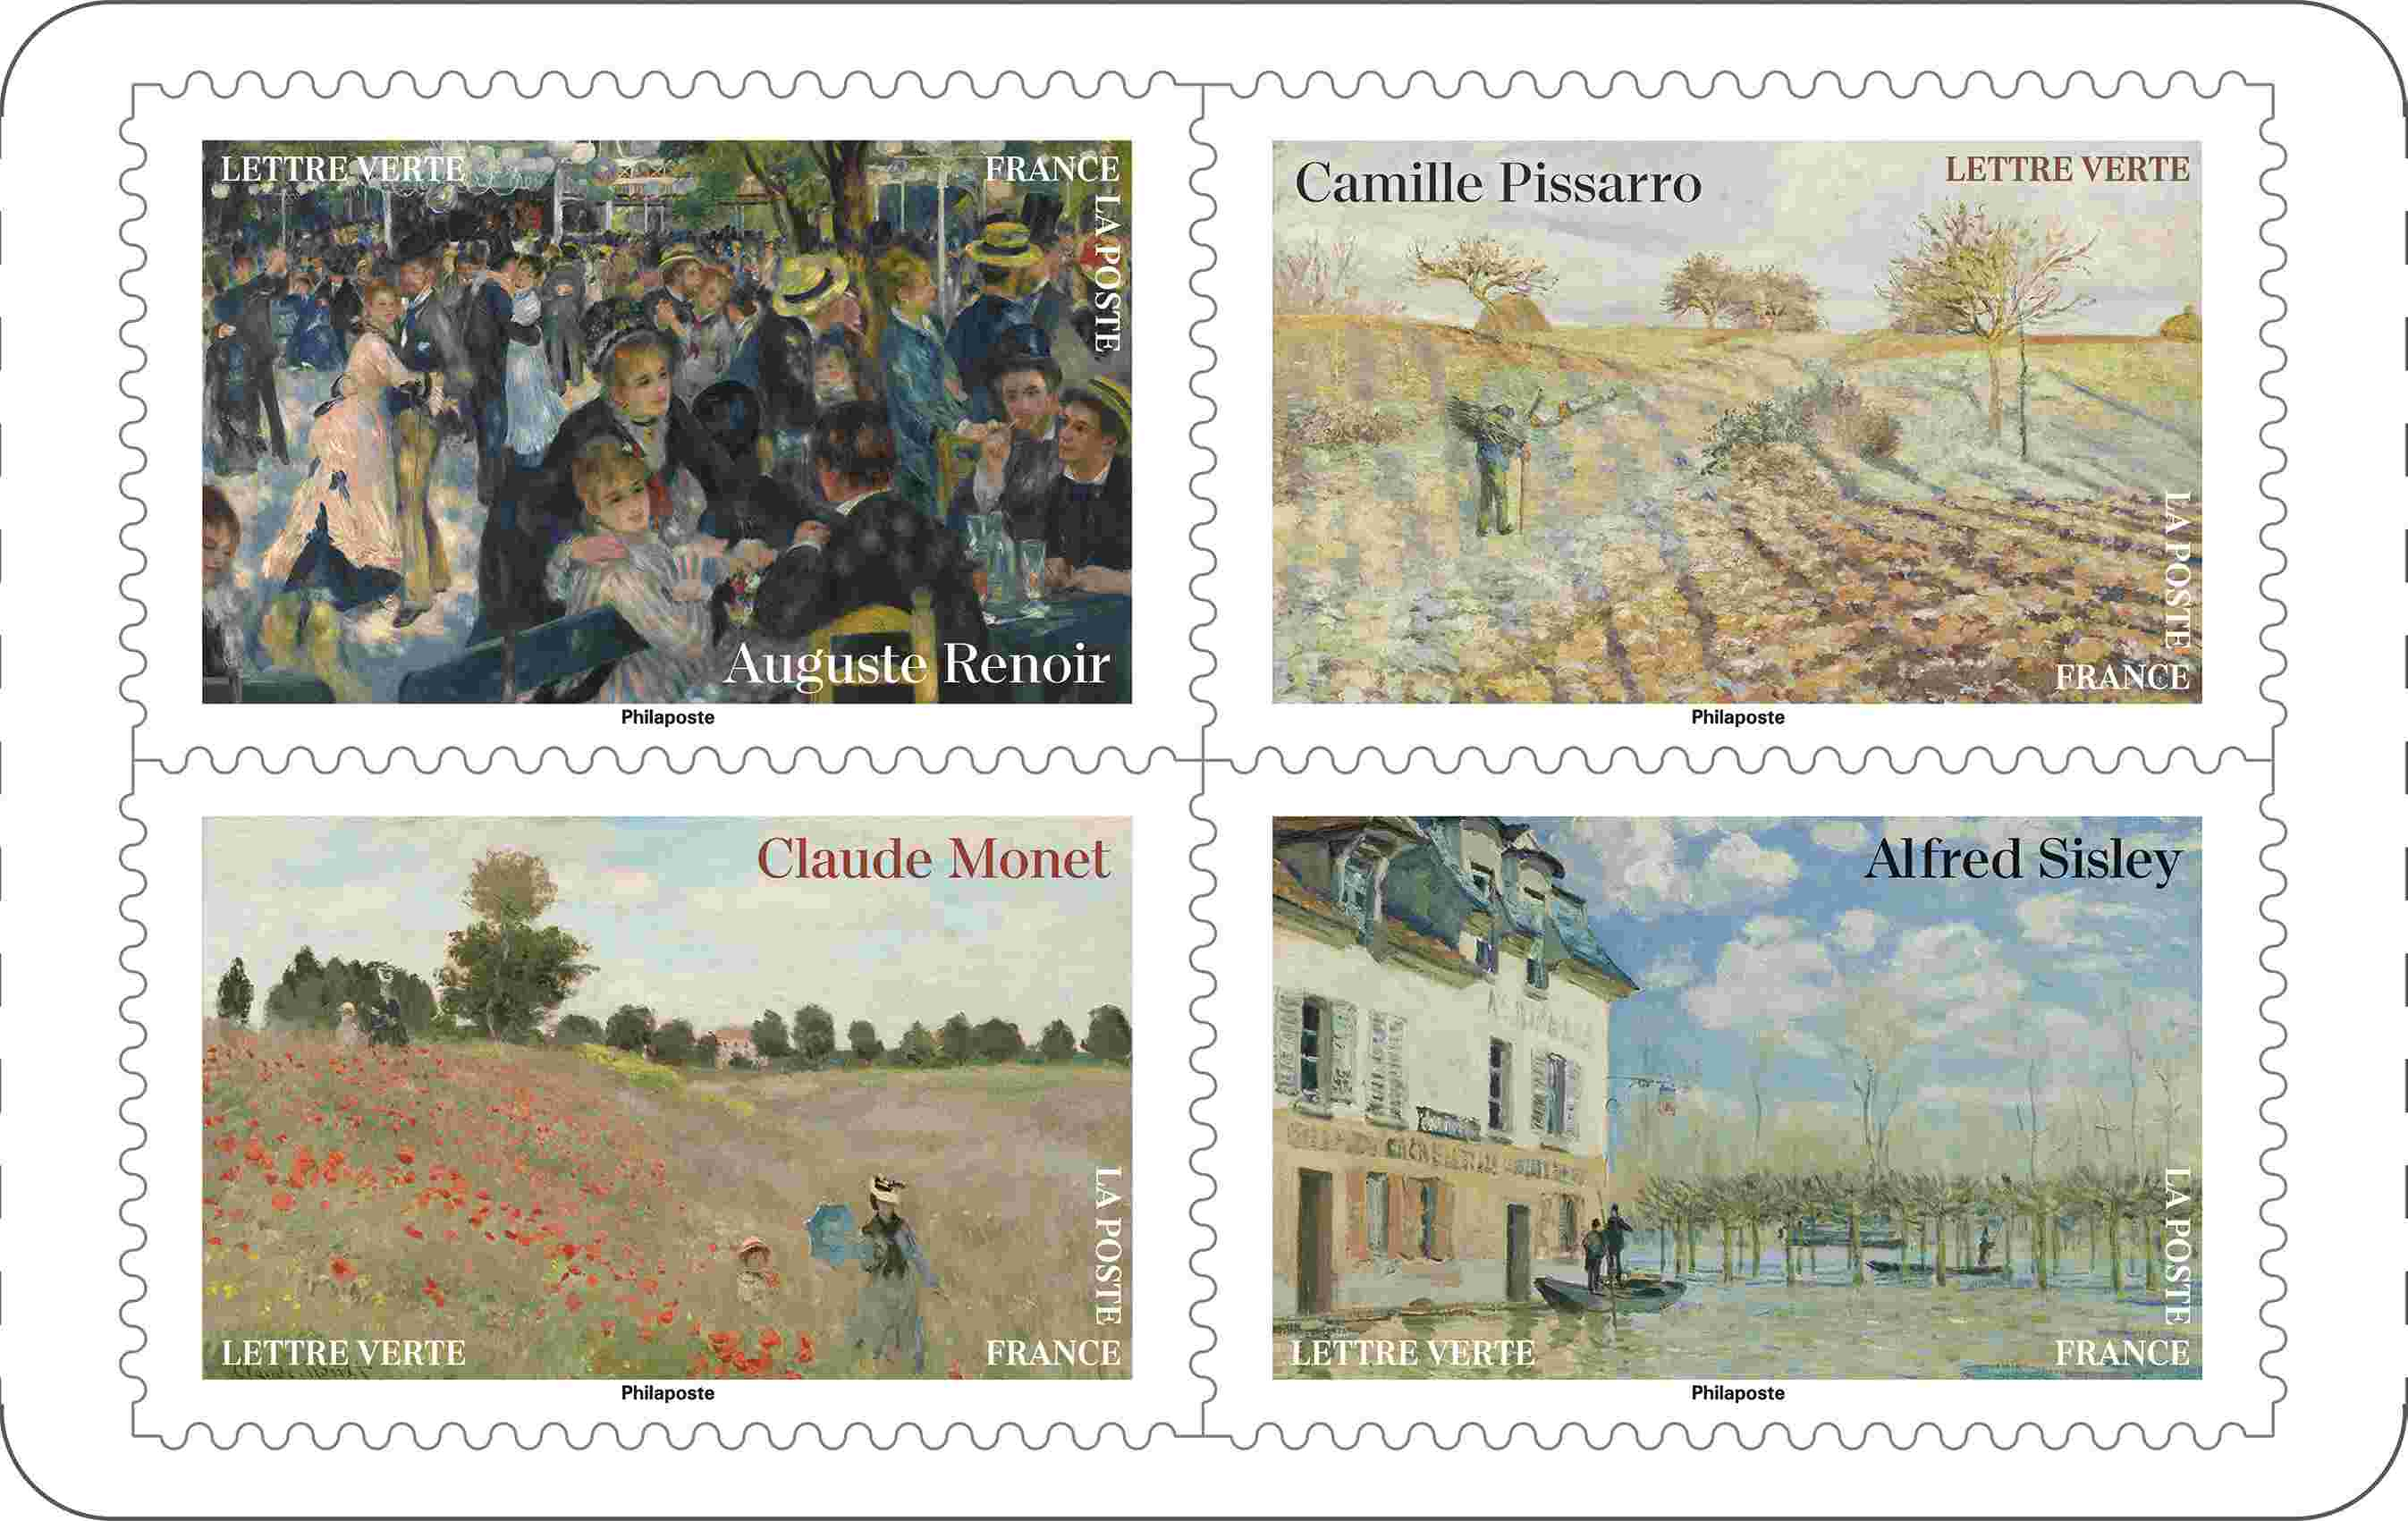 LETTRE VERTE
FRANCE
LA POSTE
Auguste Renoir
Philaposte
Camille Pissarro
LETTRE VERTE
LA POSTE
FRANCE
Philaposte
Claude Monet
LA POSTE
LETTRE VERTE
FRANCE
Philaposte
Alfred Sisley
LA POSTE
LETTRE VERTE
FRANCE
Philaposte